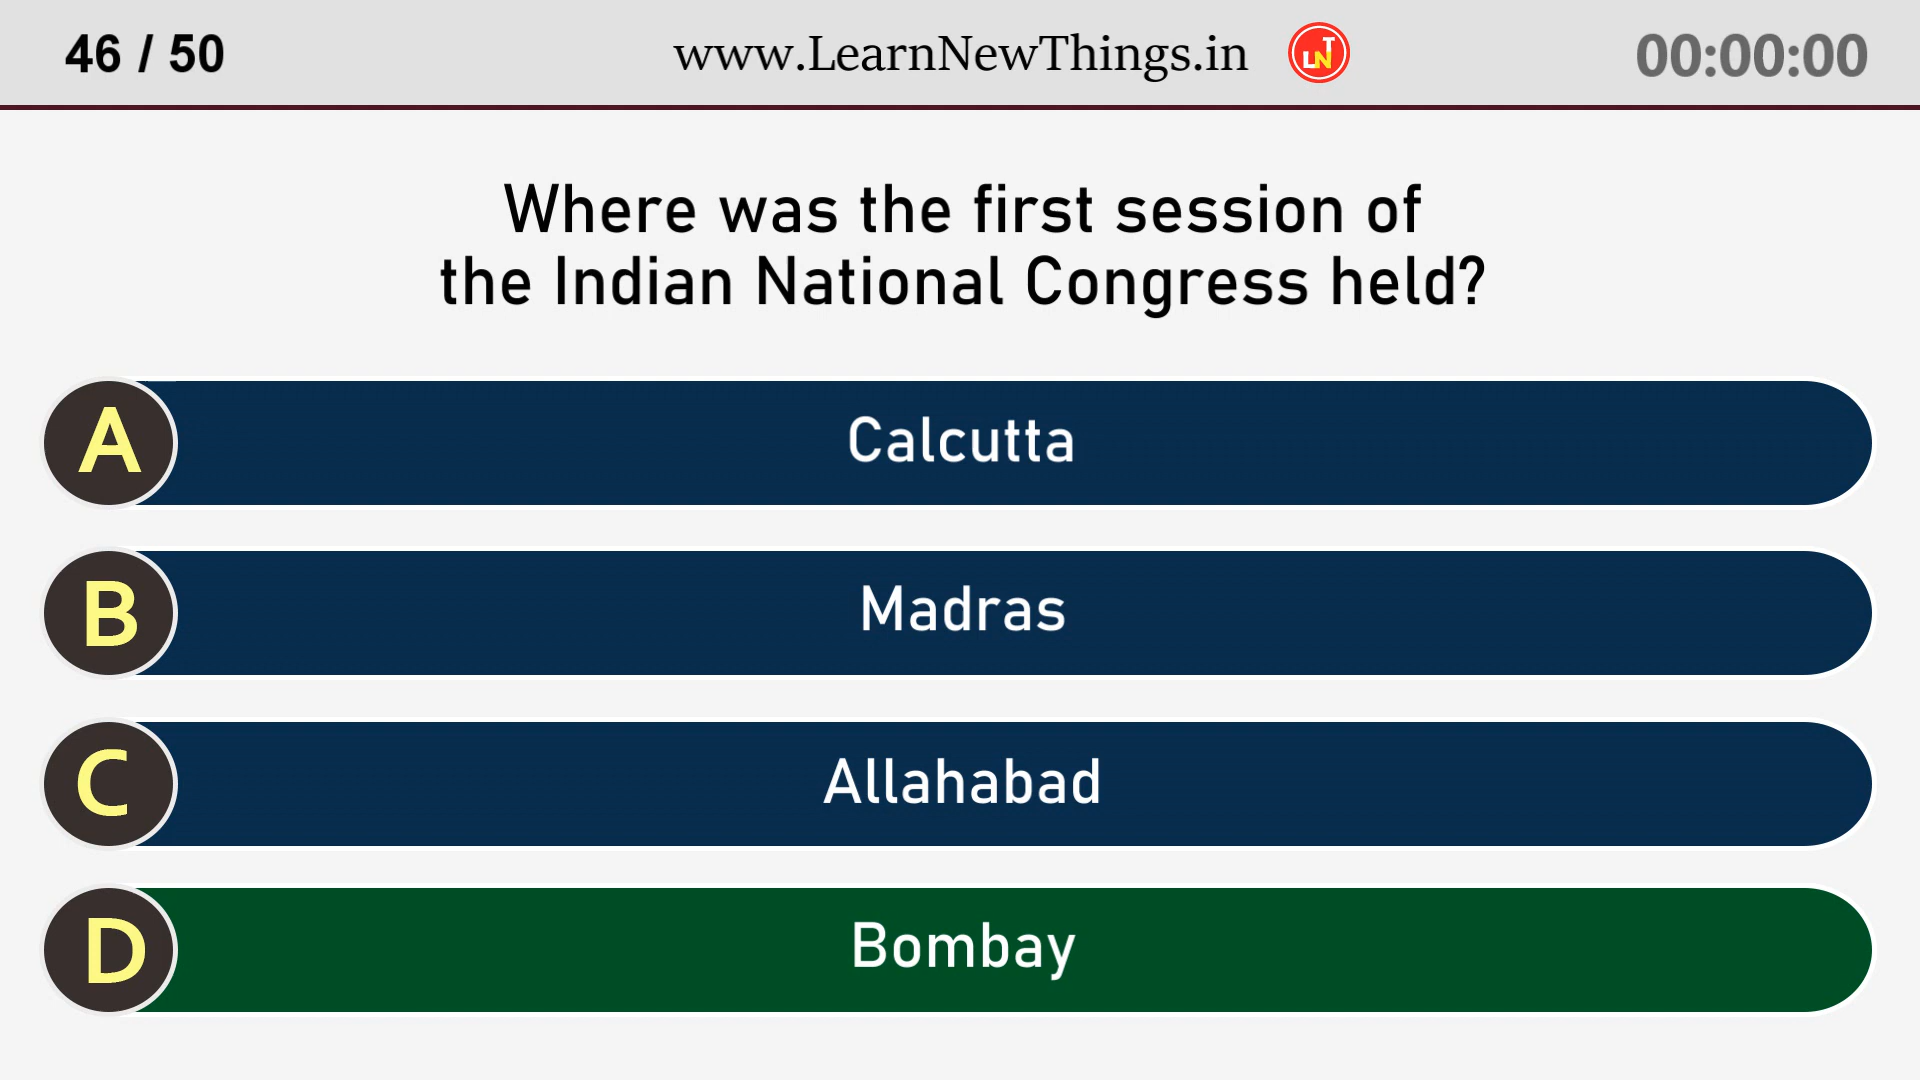 46 / 50
www.LearnNewThings.in
LNT
00:00:00
Where was the first session of
the Indian National Congress held?
A
Calcutta
B
Madras
C
Allahabad
D
Bombay